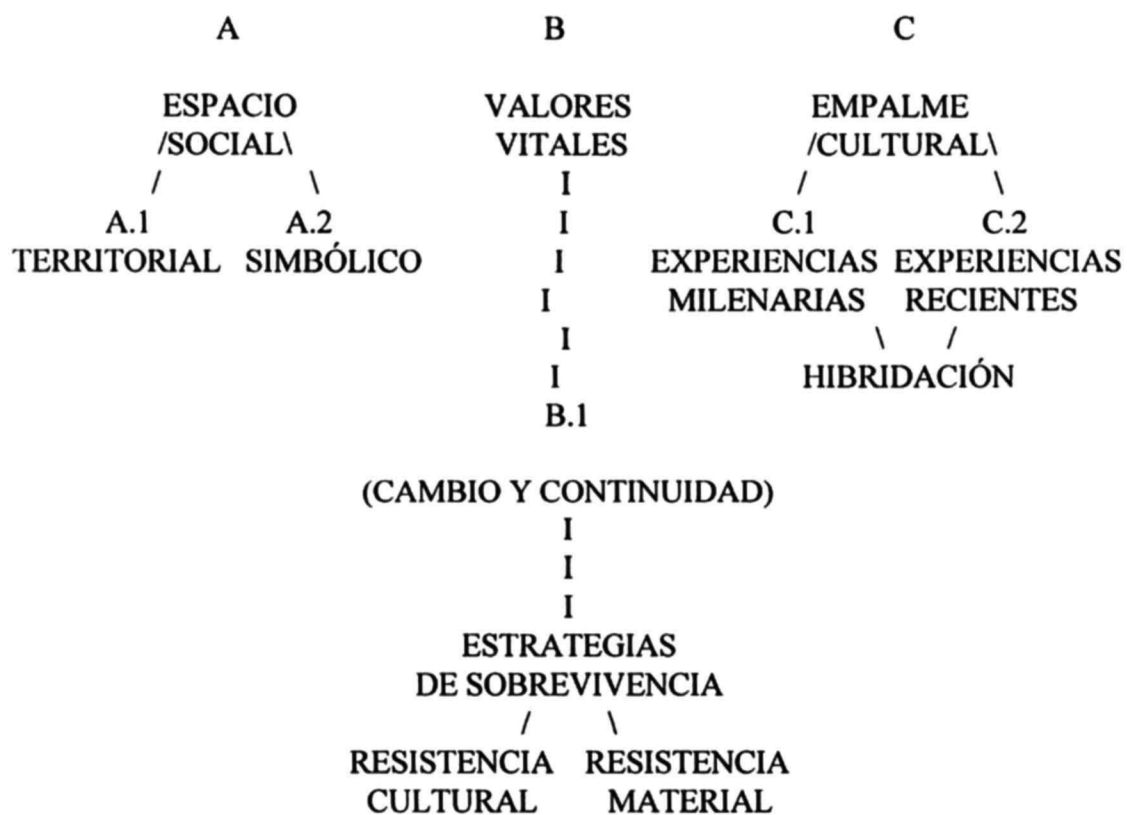 A B C
ESPACIO VALORES EMPALME
/SOCIAL\ VITALES /CULTURAL\
/ \ I / \
A.1 A.2 I C.1 C.2
TERRITORIAL SIMBÓLICO I EXPERIENCIAS EXPERIENCIAS
I MILENARIAS RECIENTES
I \ /
I HIBRIDACIÓN
B.1
(CAMBIO Y CONTINUIDAD)
I
I
I
ESTRATEGIAS
DE SOBREVIVENCIA
/ \
RESISTENCIA RESISTENCIA
CULTURAL MATERIAL